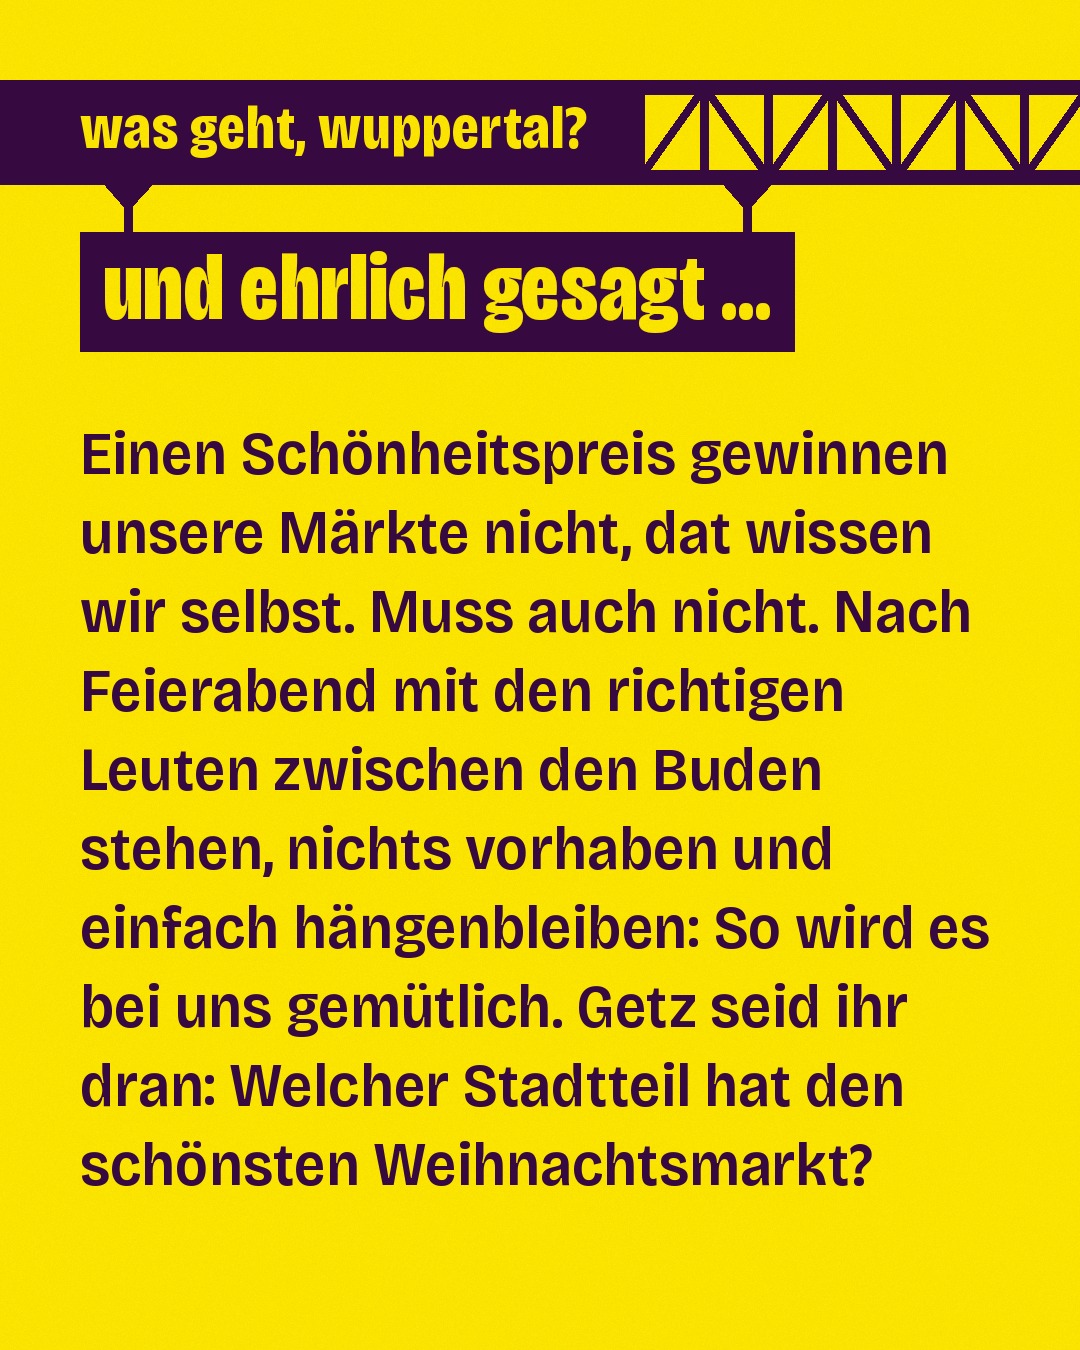 was geht, wuppertal?
und ehrlich gesagt ...
Einen Schönheitspreis gewinnen
unsere Märkte nicht, dat wissen
wir selbst. Muss auch nicht. Nach
Feierabend mit den richtigen
Leuten zwischen den Buden
stehen, nichts vorhaben und
einfach hängenbleiben: So wird es
bei uns gemütlich. Getz seid ihr
dran: Welcher Stadtteil hat den
schönsten Weihnachtsmarkt?